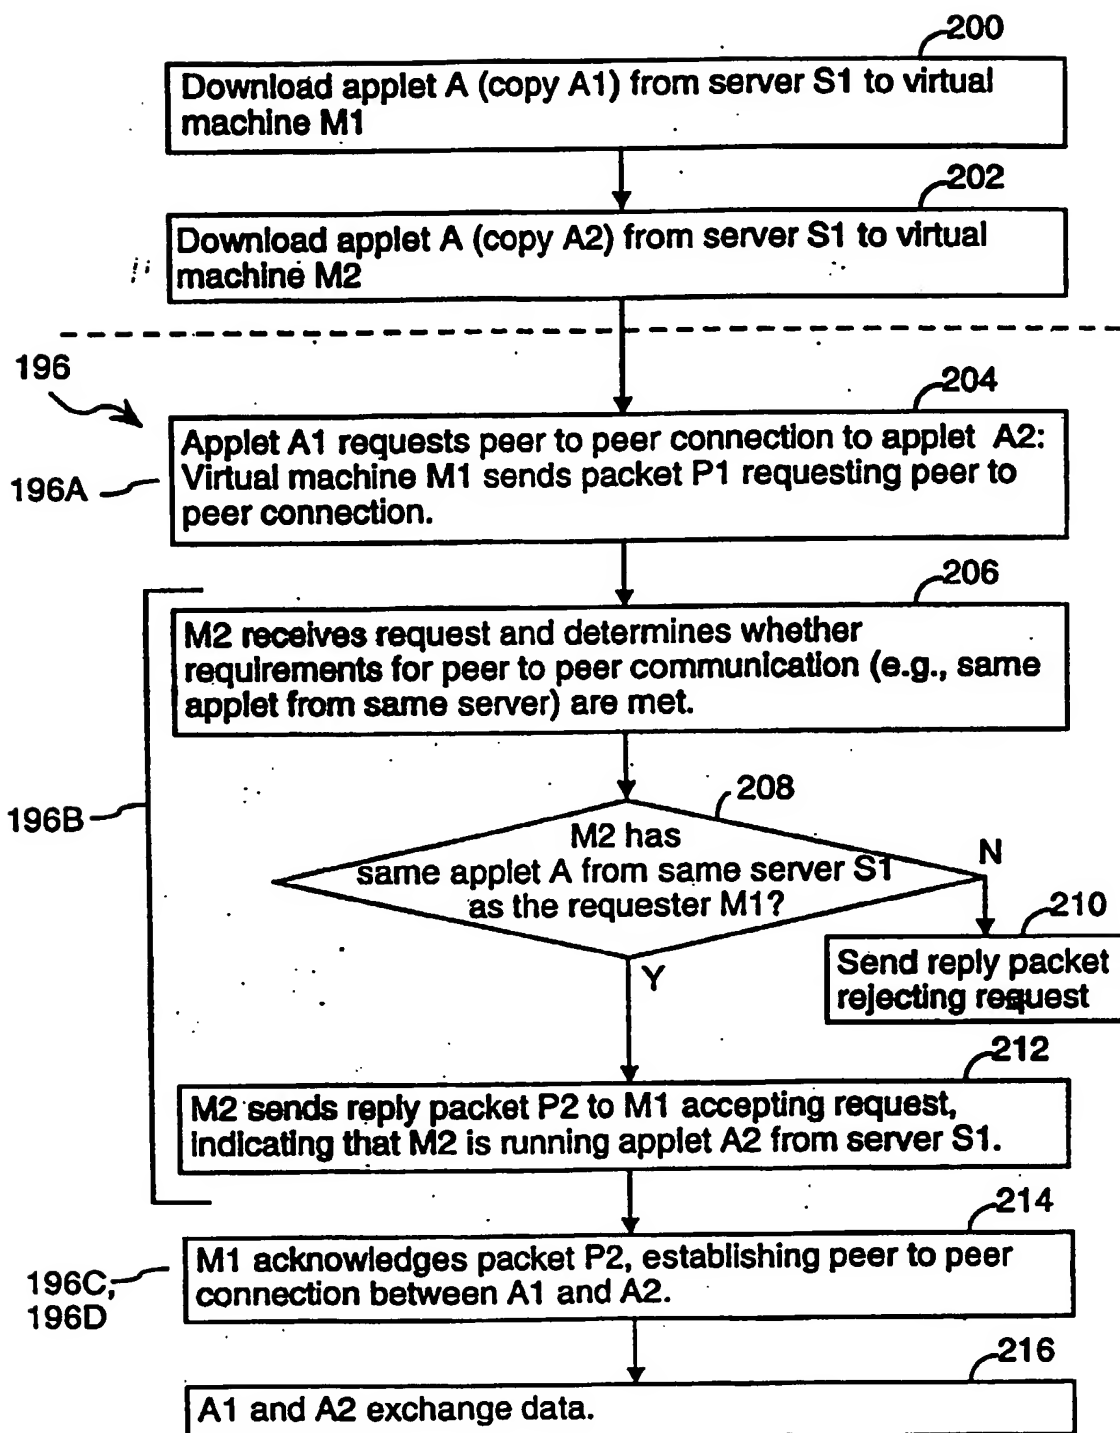 200
Download applet A (copy A1) from server S1 to virtual
machine M1
202
Download applet A (copy A2) from server S1 to virtual
machine M2
196
204
Applet A1 requests peer to peer connection to applet A2:
Virtual machine M1 sends packet P1 requesting peer to
peer connection.
196A
206
M2 receives request and determines whether
requirements for peer to peer communication (e.g., same
applet from same server) are met.
196B
208
M2 has
same applet A from same server S1
as the requester M1?
N
Y
210
Send reply packet
rejecting request
212
M2 sends reply packet P2 to M1 accepting request,
indicating that M2 is running applet A2 from server S1.
214
M1 acknowledges packet P2, establishing peer to peer
connection between A1 and A2.
196C,
196D
216
A1 and A2 exchange data.